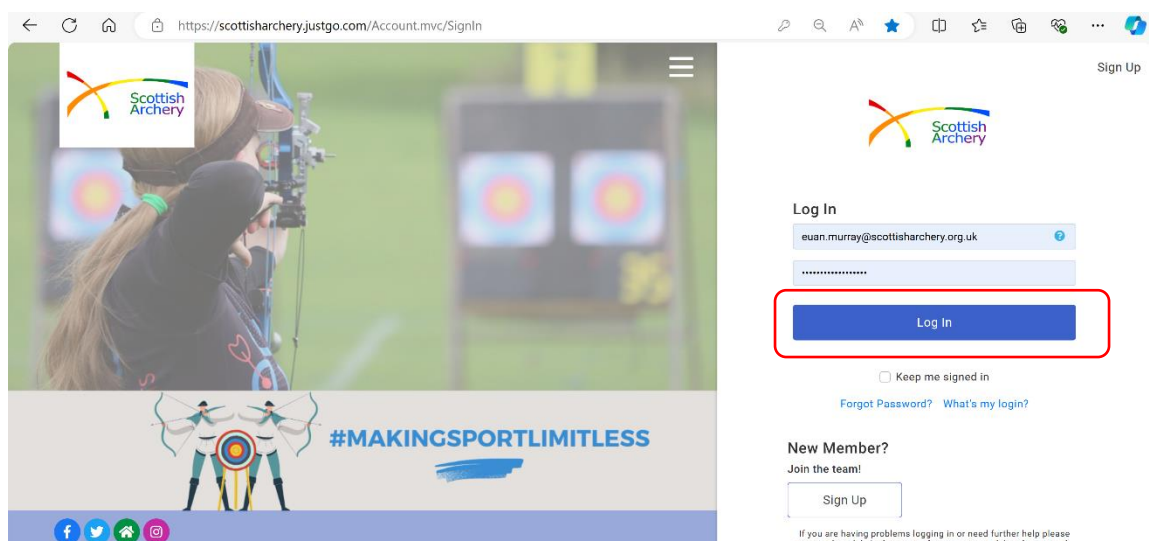 https://scottisharchery.justgo.com/Account.mvc/SignIn
Scottish
Archery
Sign Up
Scottish
Archery
Log In
euan.murray@scottisharchery.org.uk
••••••••••••••••••
Log In
Keep me signed in
Forgot Password? What's my login?
#MAKINGSPORTLIMITLESS
New Member?
Join the team!
Sign Up
If you are having problems logging in or need further help please